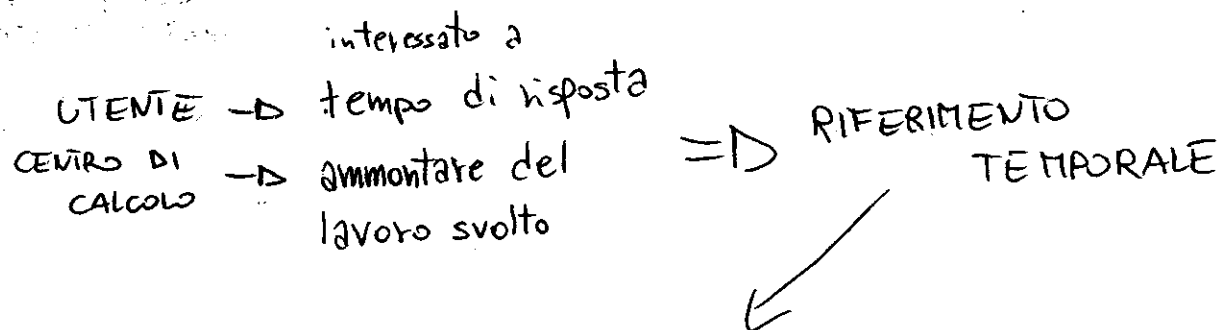 interessato a
UTENTE → tempo di risposta
CENTRO DI CALCOLO → ammontare del
lavoro svolto
⇒ RIFERIMENTO
TEMPORALE